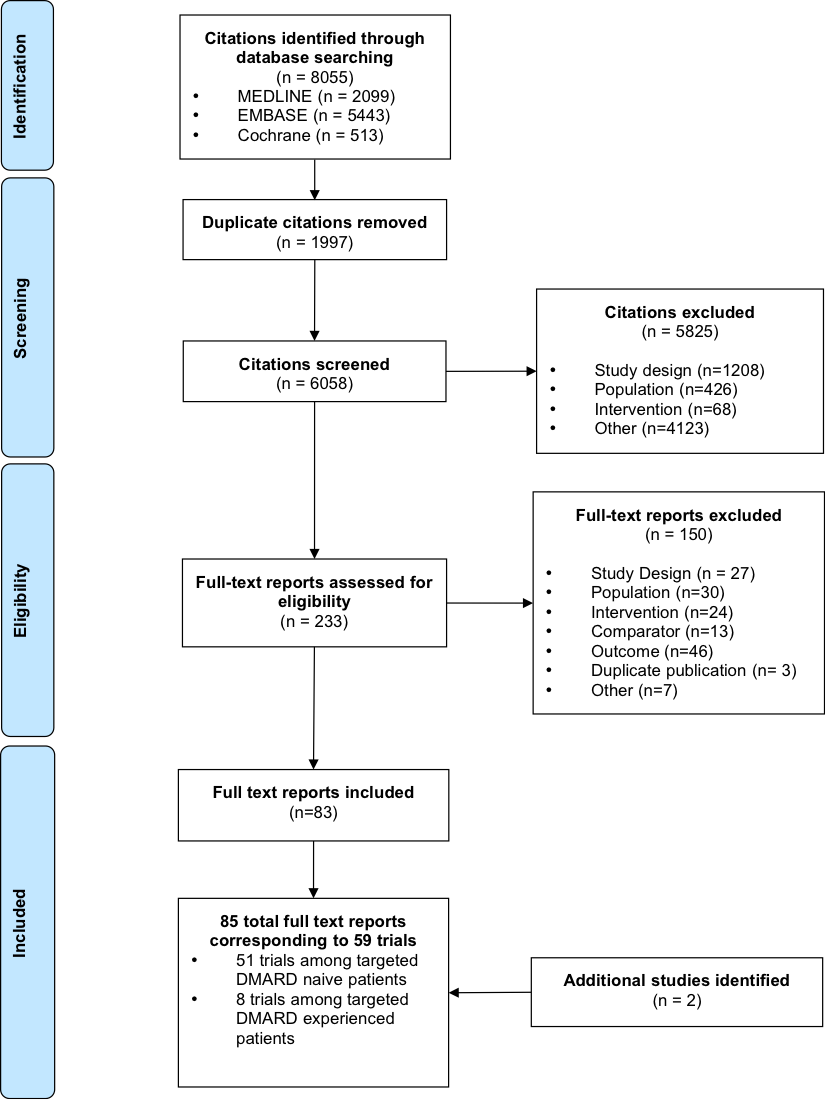 Identification
Citations identified through
database searching
(n = 8055)
• MEDLINE (n = 2099)
• EMBASE (n = 5443)
• Cochrane (n = 513)
Duplicate citations removed
(n = 1997)
Screening
Citations screened
(n = 6058)
Citations excluded
(n = 5825)
• Study design (n=1208)
• Population (n=426)
• Intervention (n=68)
• Other (n=4123)
Eligibility
Full-text reports assessed for
eligibility
(n = 233)
Full-text reports excluded
(n = 150)
• Study Design (n = 27)
• Population (n=30)
• Intervention (n=24)
• Comparator (n=13)
• Outcome (n=46)
• Duplicate publication (n= 3)
• Other (n=7)
Included
Full text reports included
(n=83)
85 total full text reports
corresponding to 59 trials
• 51 trials among targeted
DMARD naive patients
• 8 trials among targeted
DMARD experienced
patients
Additional studies identified
(n = 2)